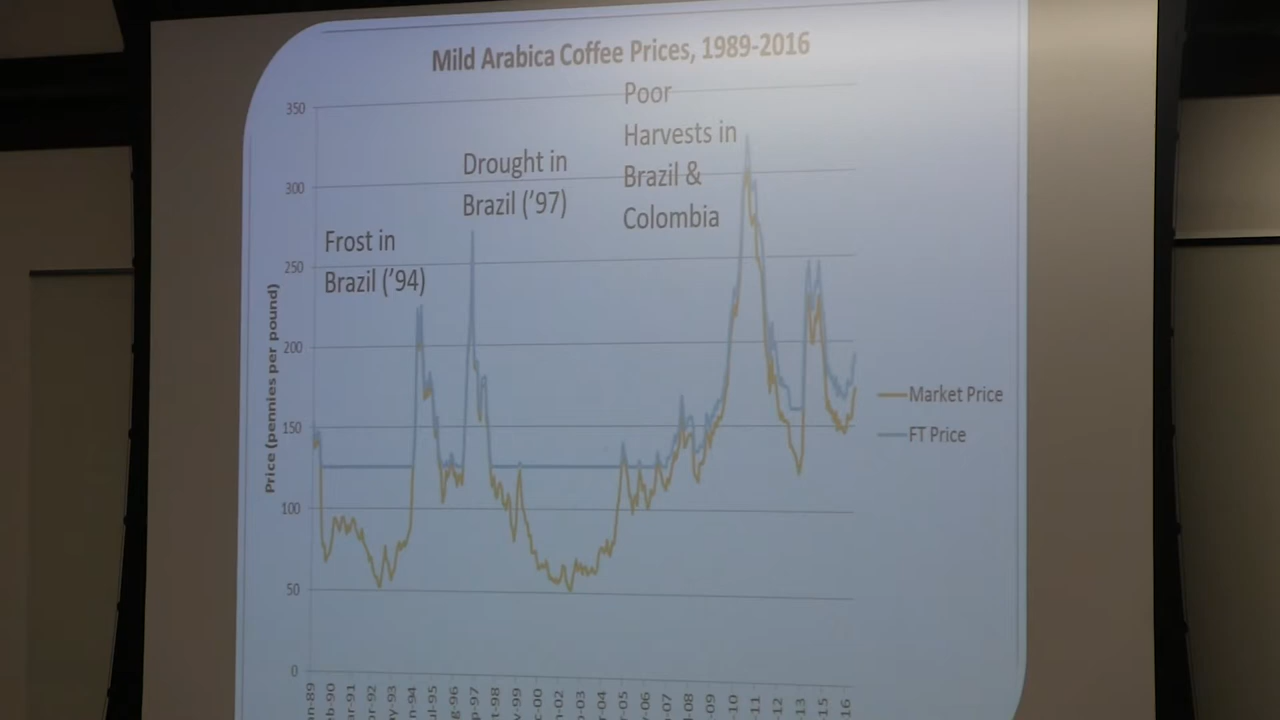 Mild Arabica Coffee Prices, 1989-2016
Poor
Harvests in
Brazil &
Colombia
Drought in
Brazil ('97)
Frost in
Brazil ('94)
Price (pennies per pound)
350
300
250
200
150
100
50
0
Market Price
FT Price